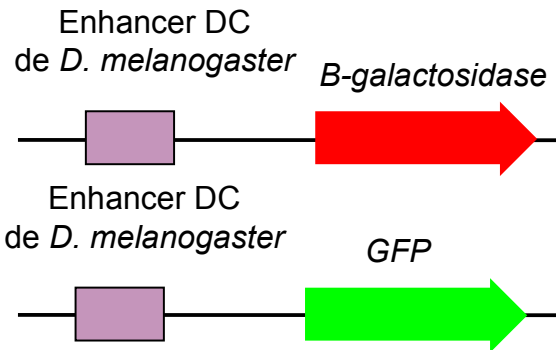 Enhancer DC
de D. melanogaster
B-galactosidase
Enhancer DC
de D. melanogaster
GFP